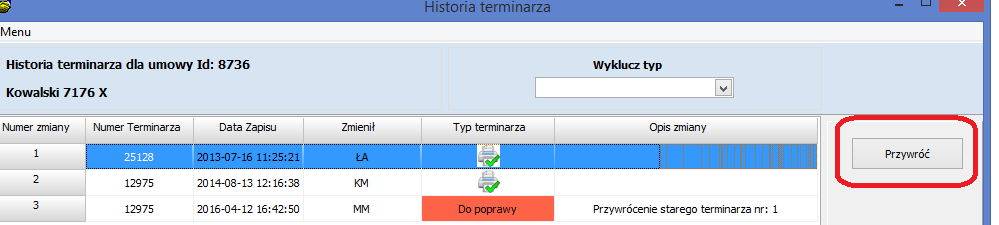 Historia terminarza
Menu
Historia terminarza dla umowy Id: 8736
Kowalski 7176 X
Wyklucz typ
Numer zmiany Numer Terminarza Data Zapisu Zmienił Typ terminarza Opis zmiany
1 25128 2013-07-16 11:25:21 ŁA
2 12975 2014-08-13 12:16:38 KM
3 12975 2016-04-12 16:42:50 MM Do poprawy Przywrócenie starego terminarza nr: 1
Przywróć